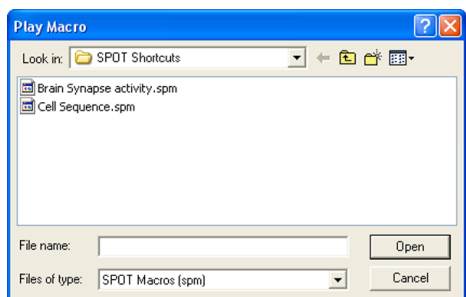 Play Macro
Look in: SPOT Shortcuts
Brain Synapse activity.spm
Cell Sequence.spm
File name: Open
Files of type: SPOT Macros (spm) Cancel